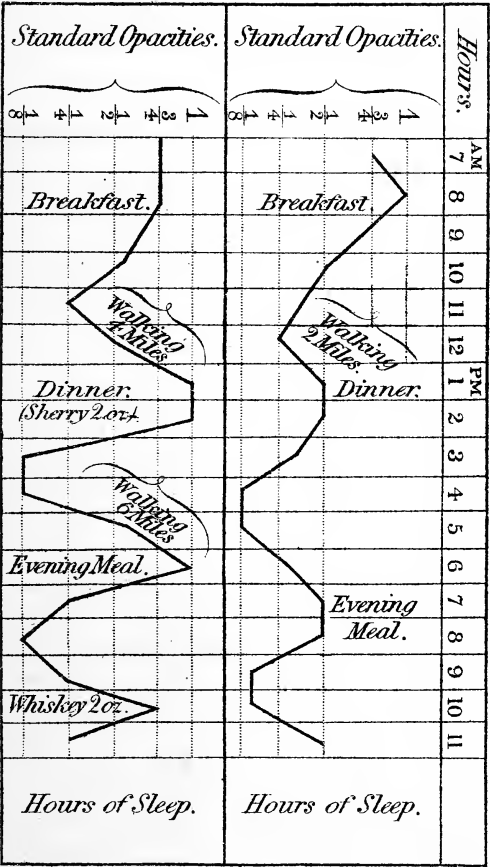 Standard Opacities.
Standard Opacities.
Hours.
1/8 1/4 1/2 3/4 1
1/8 1/4 1/2 3/4 1
AM
7
8
9
10
11
12
PM
1
2
3
4
5
6
7
8
9
10
11
Breakfast.
Walking
4 Miles.
Dinner.
(Sherry 2 oz)
Walking
6 Miles
Evening Meal.
Whiskey 2 oz.
Hours of Sleep.
Breakfast.
Walking
2 Miles.
Dinner.
Evening
Meal.
Hours of Sleep.